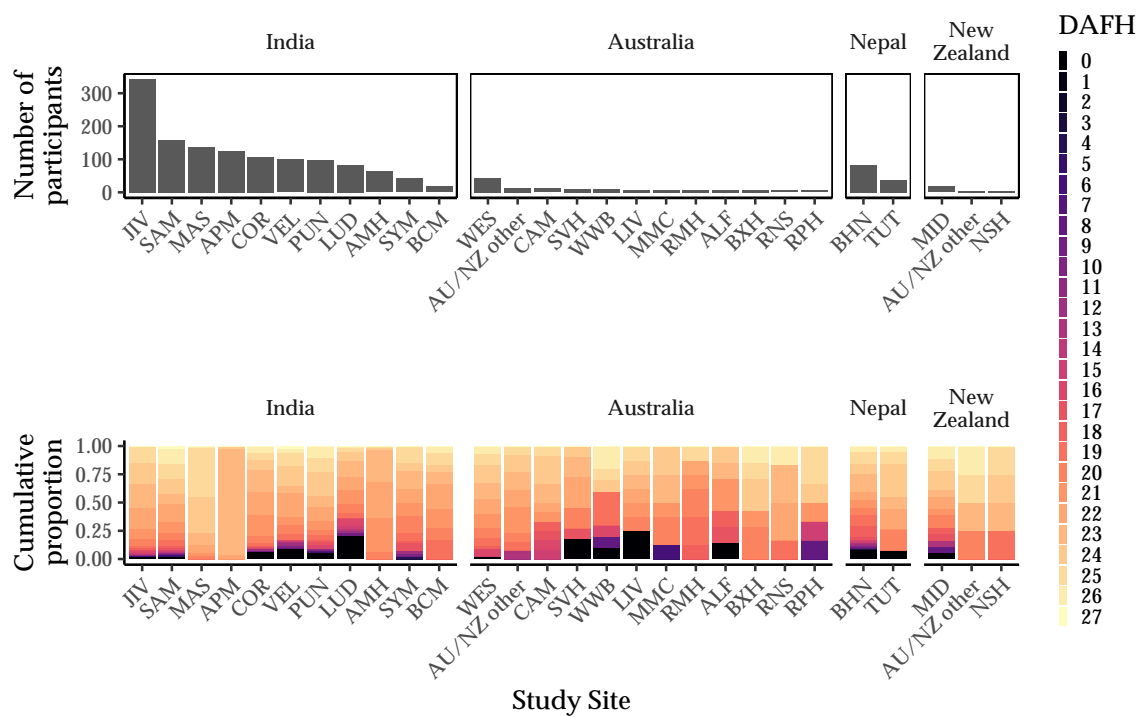 India
Australia
Nepal
New
Zealand
Number of
participants
300
200
100
0
JIV
SAM
MAS
APM
COR
VEL
PUN
LUD
AMH
SYM
BCM
WES
AU/NZ other
CAM
SVH
WWB
LIV
MMC
RMH
ALF
BXH
RNS
RPH
BHN
TUT
MID
AU/NZ other
NSH
India
Australia
Nepal
New
Zealand
Cumulative
proportion
1.00
0.75
0.50
0.25
0.00
JIV
SAM
MAS
APM
COR
VEL
PUN
LUD
AMH
SYM
BCM
WES
AU/NZ other
CAM
SVH
WWB
LIV
MMC
RMH
ALF
BXH
RNS
RPH
BHN
TUT
MID
AU/NZ other
NSH
Study Site
DAFH
0
1
2
3
4
5
6
7
8
9
10
11
12
13
14
15
16
17
18
19
20
21
22
23
24
25
26
27